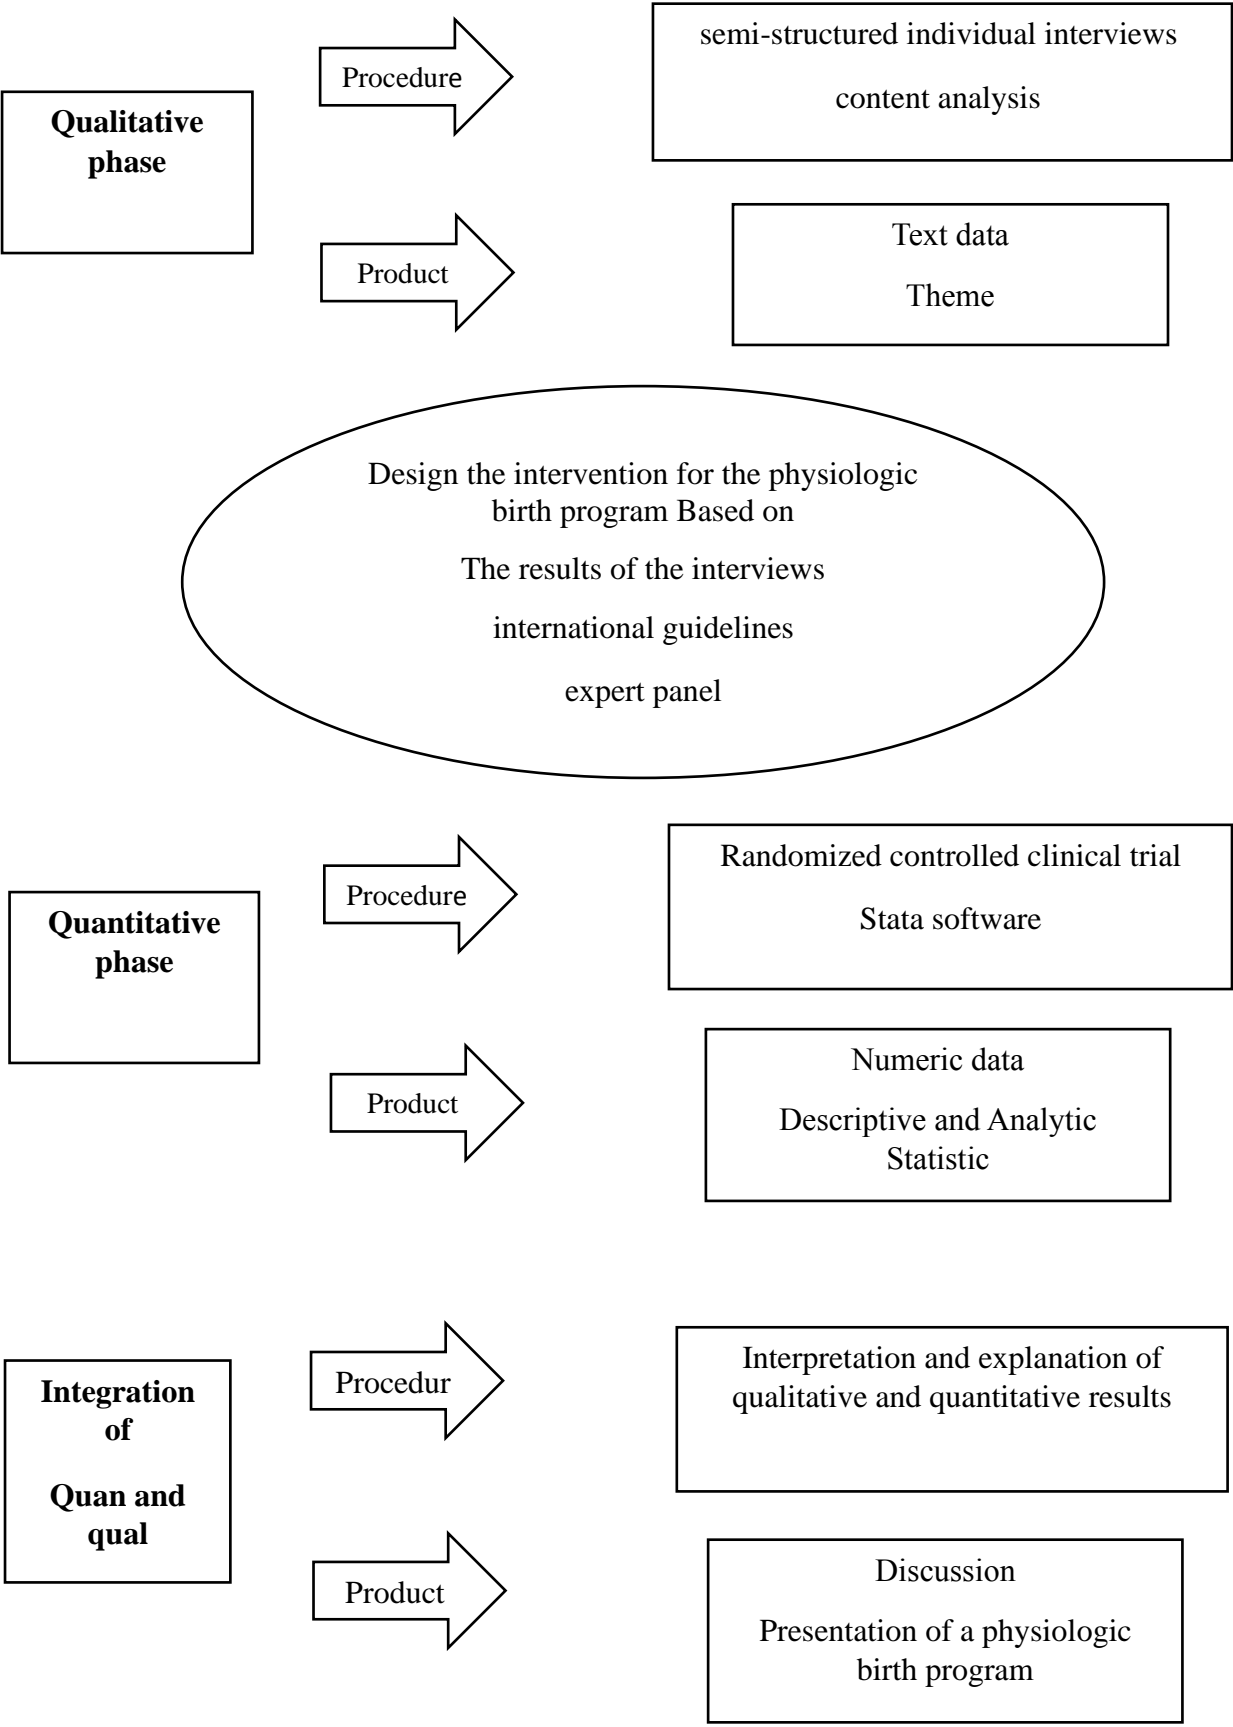 Qualitative
phase
Procedure
semi-structured individual interviews
content analysis
Product
Text data
Theme
Design the intervention for the physiologic
birth program Based on
The results of the interviews
international guidelines
expert panel
Quantitative
phase
Procedure
Randomized controlled clinical trial
Stata software
Product
Numeric data
Descriptive and Analytic
Statistic
Integration
of
Quan and
qual
Procedur
Interpretation and explanation of
qualitative and quantitative results
Product
Discussion
Presentation of a physiologic
birth program